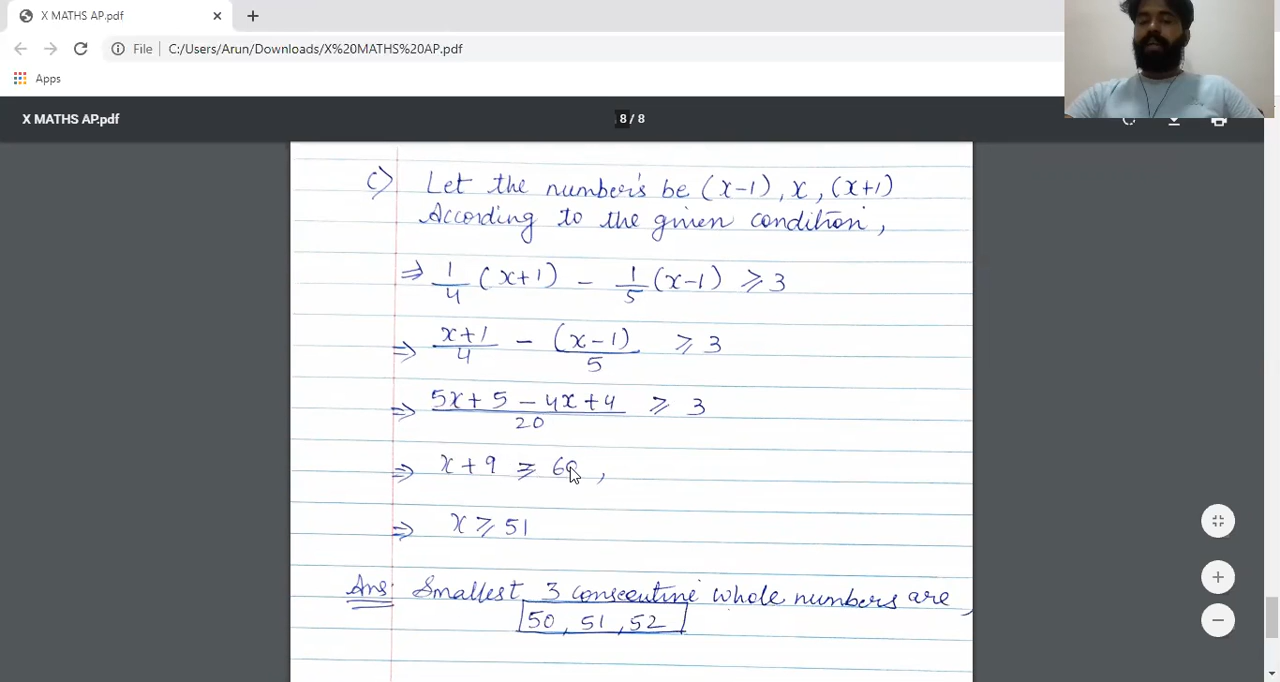 X MATHS AP.pdf
File C:/Users/Arun/Downloads/X%20MATHS%20AP.pdf
Apps
X MATHS AP.pdf
8 / 8
c) Let the number's be (x-1), x, (x+1)
According to the given condition,
⇒ 1/4 (x+1) - 1/5 (x-1) ⩾ 3
⇒ x+1/4 - (x-1)/5 ⩾ 3
⇒ 5x+5-4x+4/20 ⩾ 3
⇒ x+9 ⩾ 60,
⇒ x ⩾ 51
Ans: Smallest 3 consecutive whole numbers are,
50, 51, 52